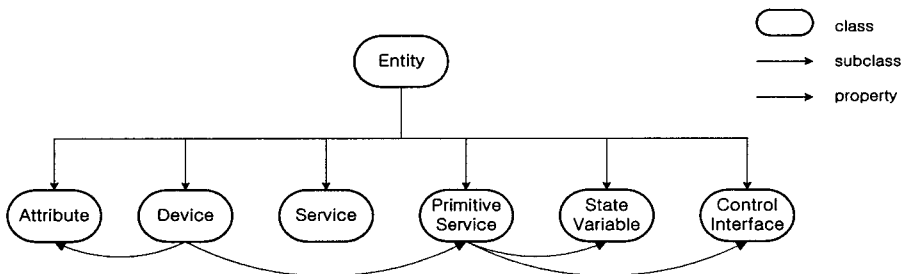 class
Entity
subclass
property
Attribute
Device
Service
Primitive
Service
State
Variable
Control
Interface